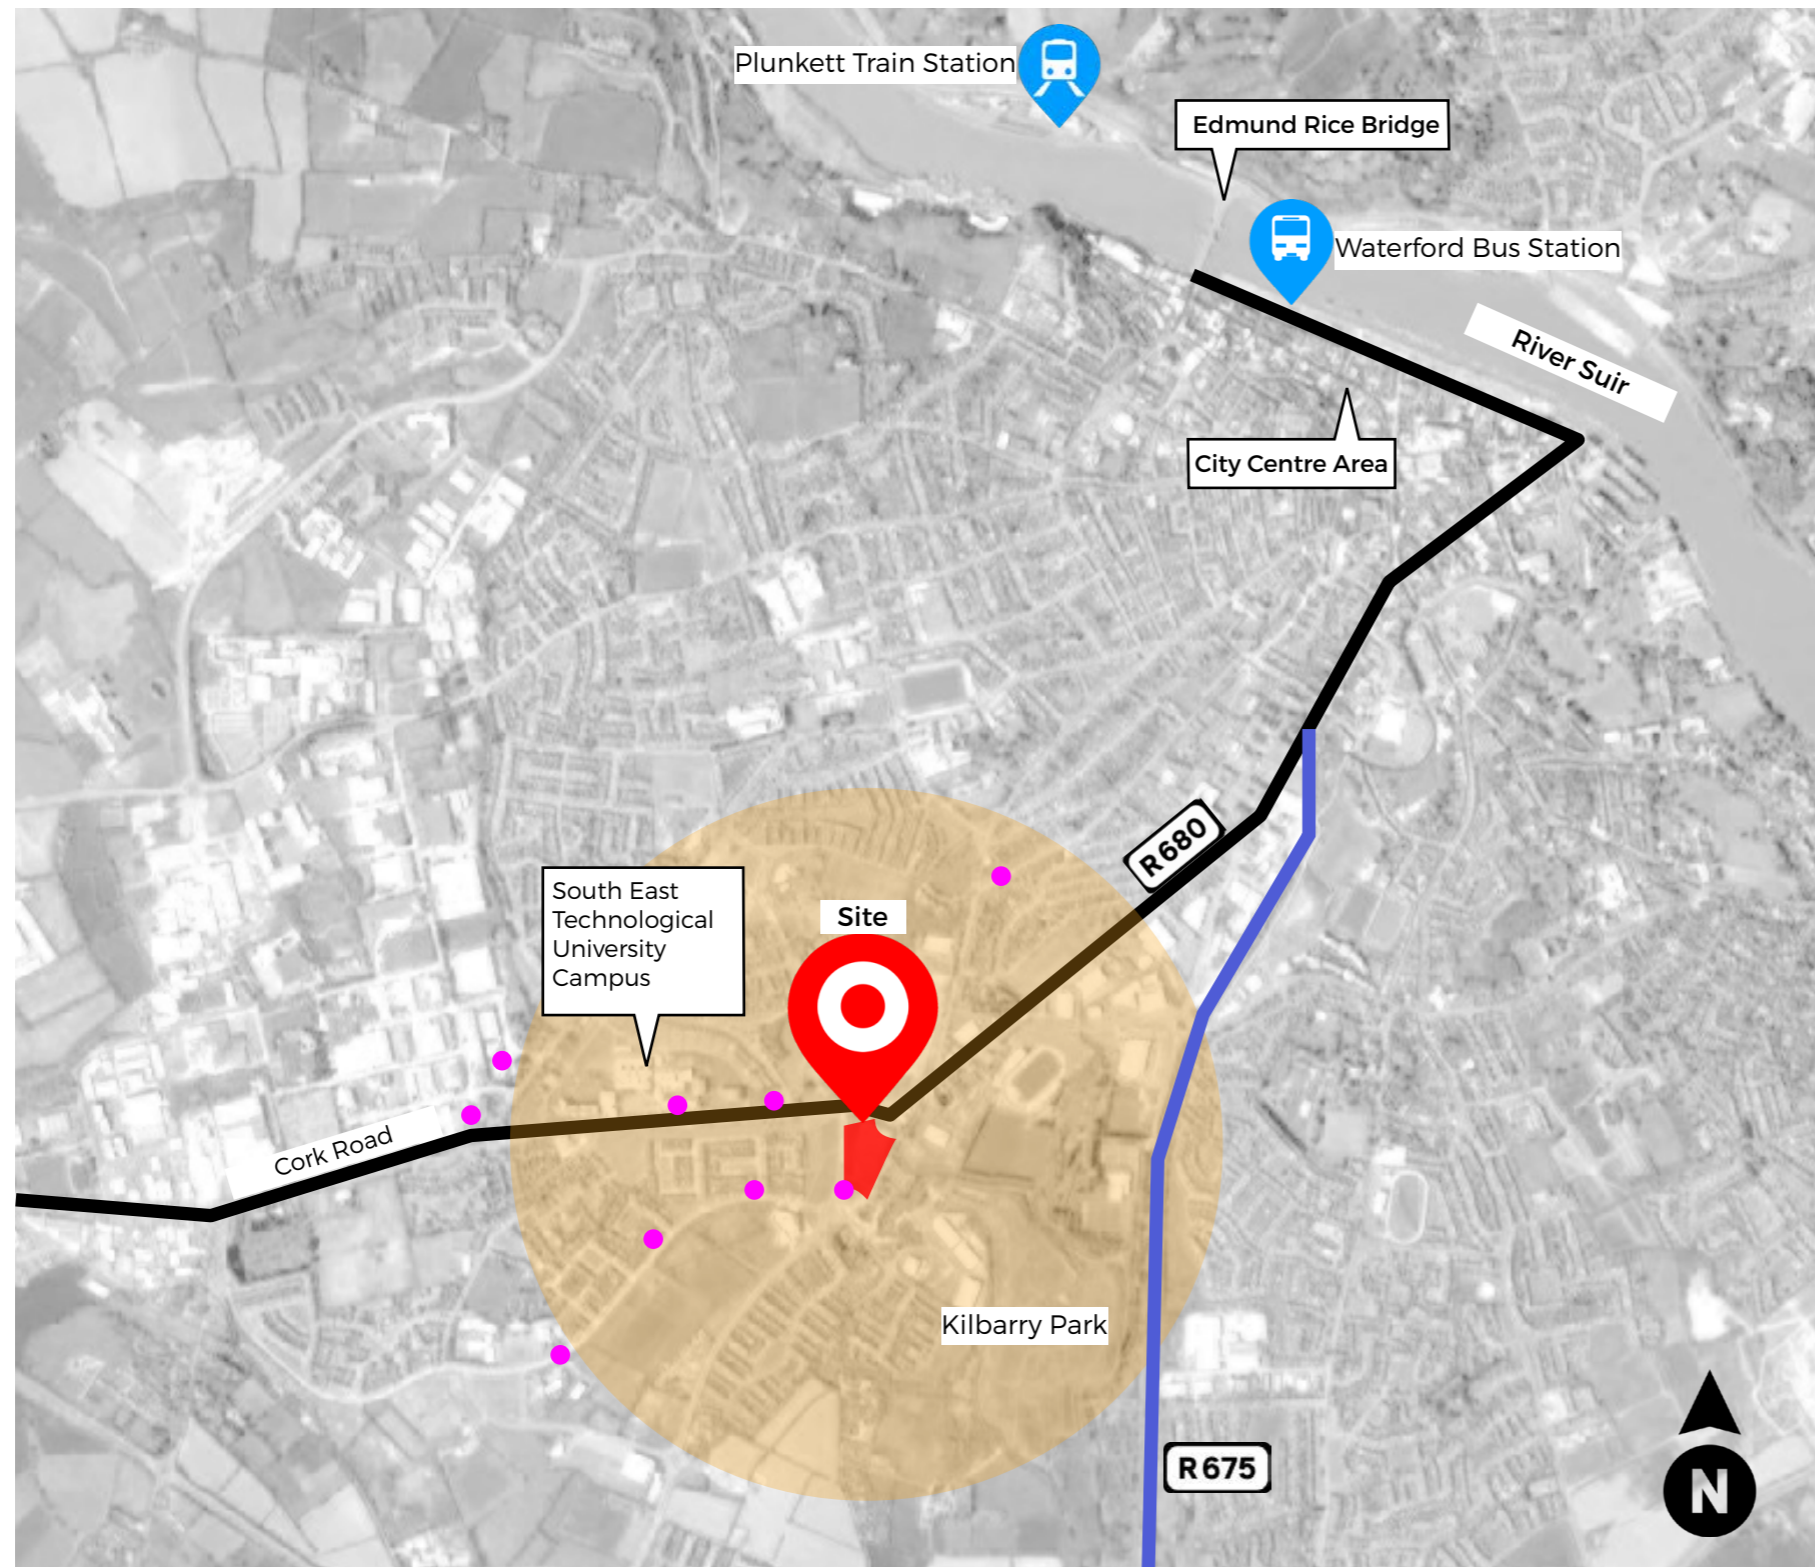 Plunkett Train Station
Edmund Rice Bridge
Waterford Bus Station
River Suir
City Centre Area
R680
South East
Technological
University
Campus
Site
Cork Road
Kilbarry Park
R675
N